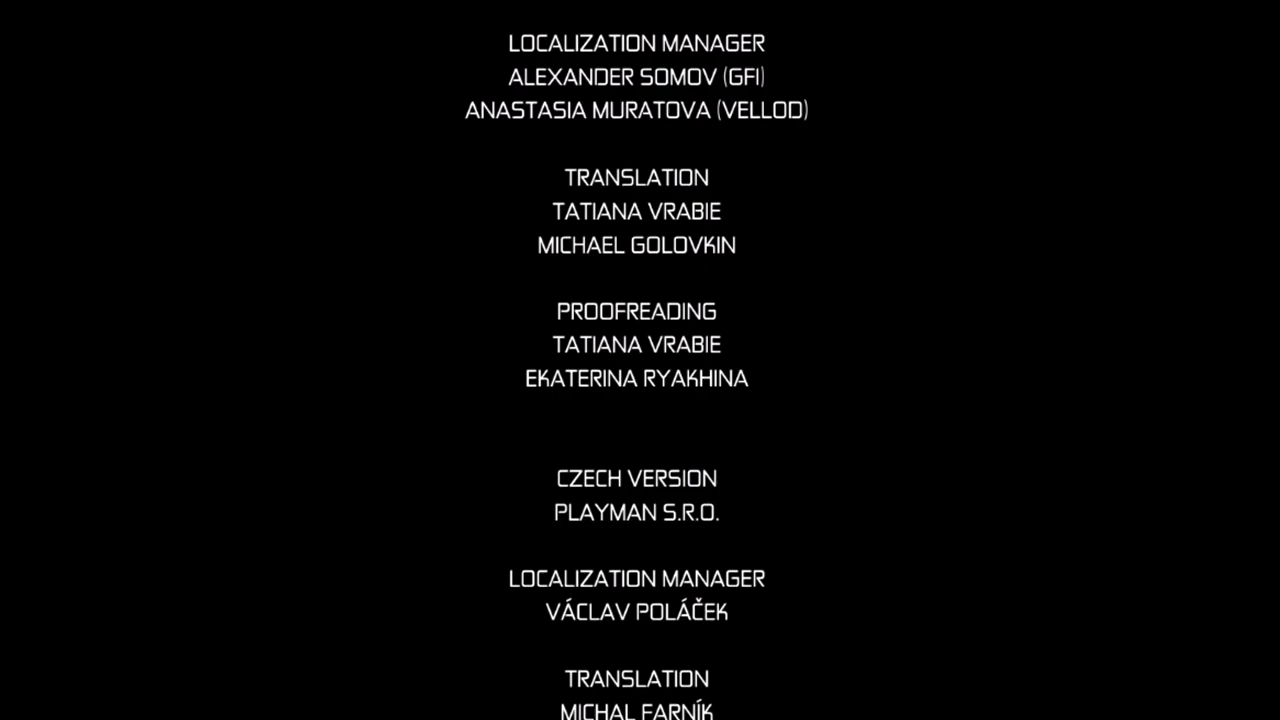 LOCALIZATION MANAGER
ALEXANDER SOMOV (GFI)
ANASTASIA MURATOVA (VELLOD)
TRANSLATION
TATIANA VRABIE
MICHAEL GOLOVKIN
PROOFREADING
TATIANA VRABIE
EKATERINA RYAKHINA
CZECH VERSION
PLAYMAN S.R.O.
LOCALIZATION MANAGER
VÁCLAV POLÁČEK
TRANSLATION
MICHAL FARNÍK